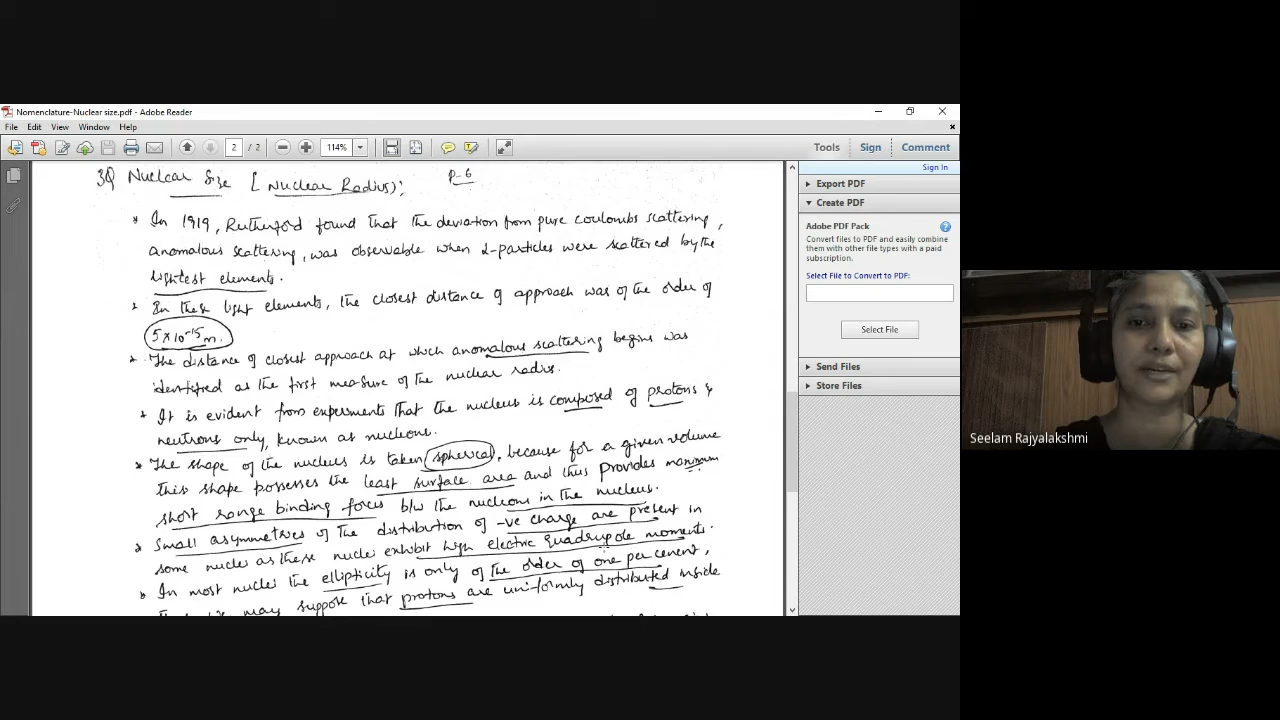 Nomenclature-Nuclear size.pdf - Adobe Reader
File Edit View Window Help
2 / 2 114% Tools Sign Comment
Sign In
Export PDF
Create PDF
Adobe PDF Pack
Convert files to PDF and easily combine
them with other file types with a paid
subscription.
Select File to Convert to PDF:
Select File
Send Files
Store Files
3Q Nuclear Size [Nuclear Radius):
P-6
* In 1919, Rutherford found that the deviation from pure coulombs scattering,
anomalous scattering, was observable when α-particles were scattered by the
lightest elements.
* In these light elements, the closest distance of approach was of the order of
5×10⁻¹⁵m.
* The distance of closest approach at which anomalous scattering begins was
identified as the first measure of the nuclear radius.
* It is evident from experiments that the nucleus is composed of protons &
neutrons only, known as nucleons.
* The shape of the nucleus is taken spherical, because for a given volume
this shape possesses the least surface area and thus provides maximum
short range binding forces b/w the nucleons in the nucleus.
* Small asymmetries of the distribution of -ve charge are present in
some nuclei as these nuclei exhibit high electric quadrupole moments.
* In most nuclei the ellipticity is only of the order of one per cement,
may suppose that protons are uniformly distributed inside
Seelam Rajyalakshmi